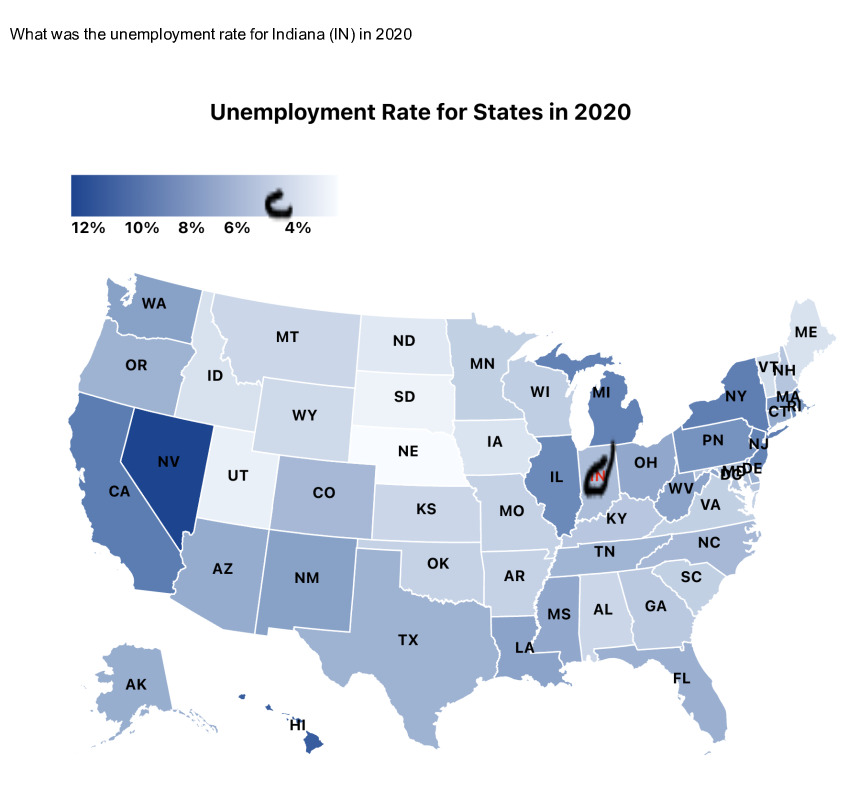 What was the unemployment rate for Indiana (IN) in 2020
Unemployment Rate for States in 2020
12% 10% 8% 6% 4%
WA
ME
MT
ND
VT NH
OR
MN
ID
SD
WI
MI
NY
MA
CT RI
WY
IA
PN
NJ
NE
NV
UT
IL
IN
OH
DC MD DE
CA
CO
WV
VA
KS
MO
KY
NC
TN
OK
AZ
NM
AR
SC
MS
AL
GA
TX
LA
AK
FL
HI